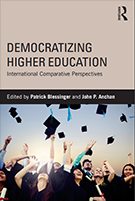 DEMOCRATIZING
HIGHER EDUCATION
International Comparative Perspectives
Edited by Patrick Blessinger and John P. Anchan